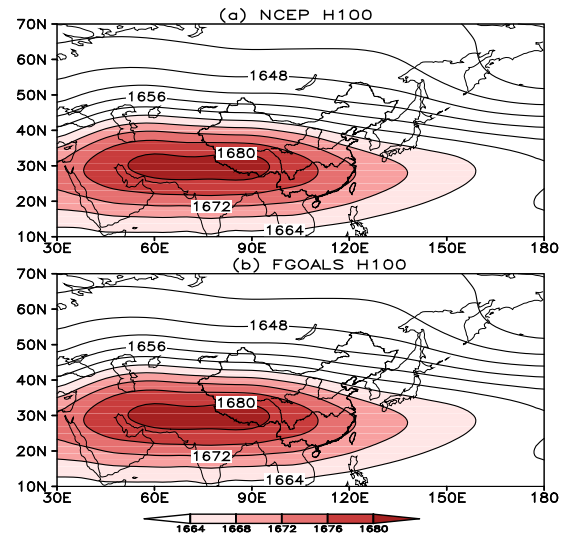 (a) NCEP H100
70N
60N
50N
40N
30N
20N
10N
1648
1656
1680
1672
1664
30E 60E 90E 120E 150E 180
(b) FGOALS H100
70N
60N
50N
40N
30N
20N
10N
1648
1656
1680
1672
1664
30E 60E 90E 120E 150E 180
1664 1668 1672 1676 1680